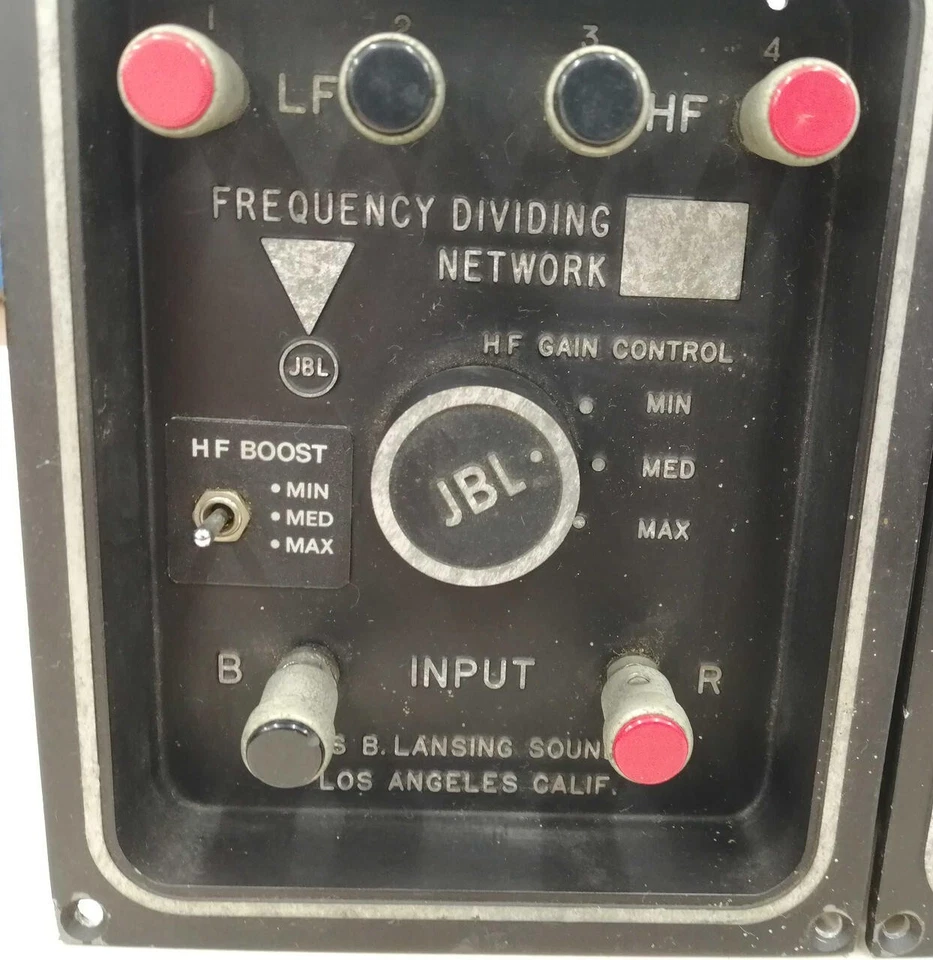 1 2 3 4
LF HF
FREQUENCY DIVIDING
NETWORK
JBL
HF GAIN CONTROL
MIN
MED
MAX
JBL
HF BOOST
• MIN
• MED
• MAX
B INPUT R
S B. LANSING
LOS ANGELES CALIF.